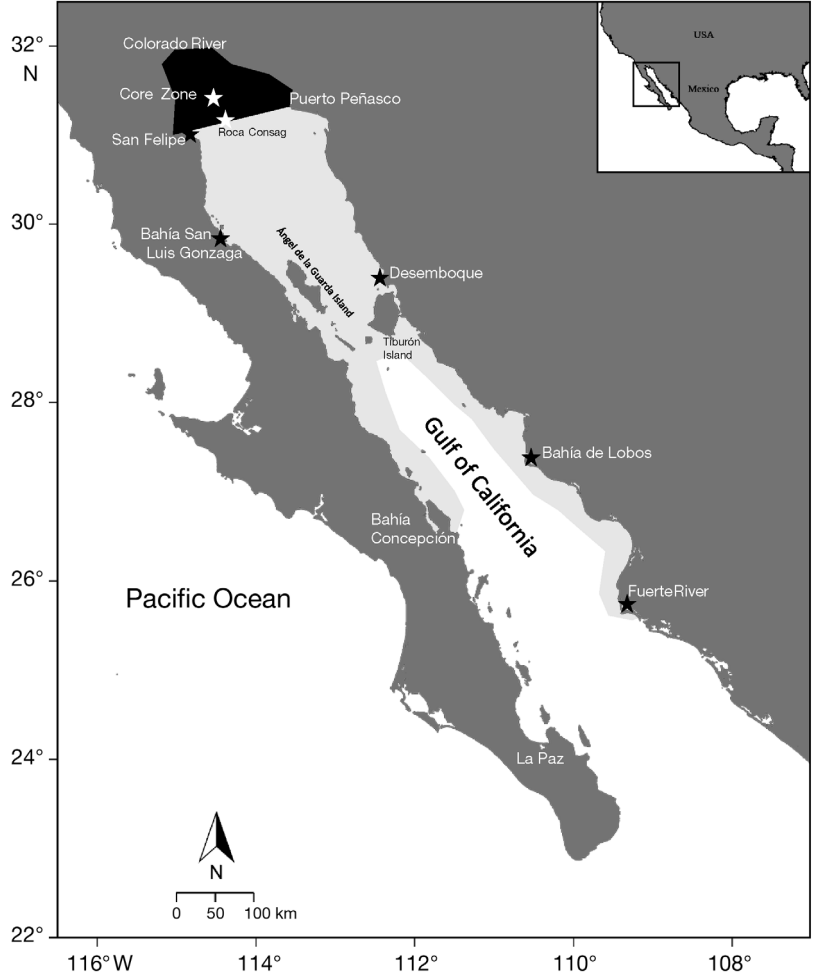 32°
N
30°
28°
26°
24°
22°
116°W
114°
112°
110°
108°
USA
Mexico
Colorado River
Core Zone
Puerto Peñasco
Roca Consag
San Felipe
Bahía San
Luis Gonzaga
Ángel de la Guarda Island
Desemboque
Tiburón
Island
Gulf of California
Bahía de Lobos
Bahía
Concepción
FuerteRiver
Pacific Ocean
La Paz
N
0 50 100 km